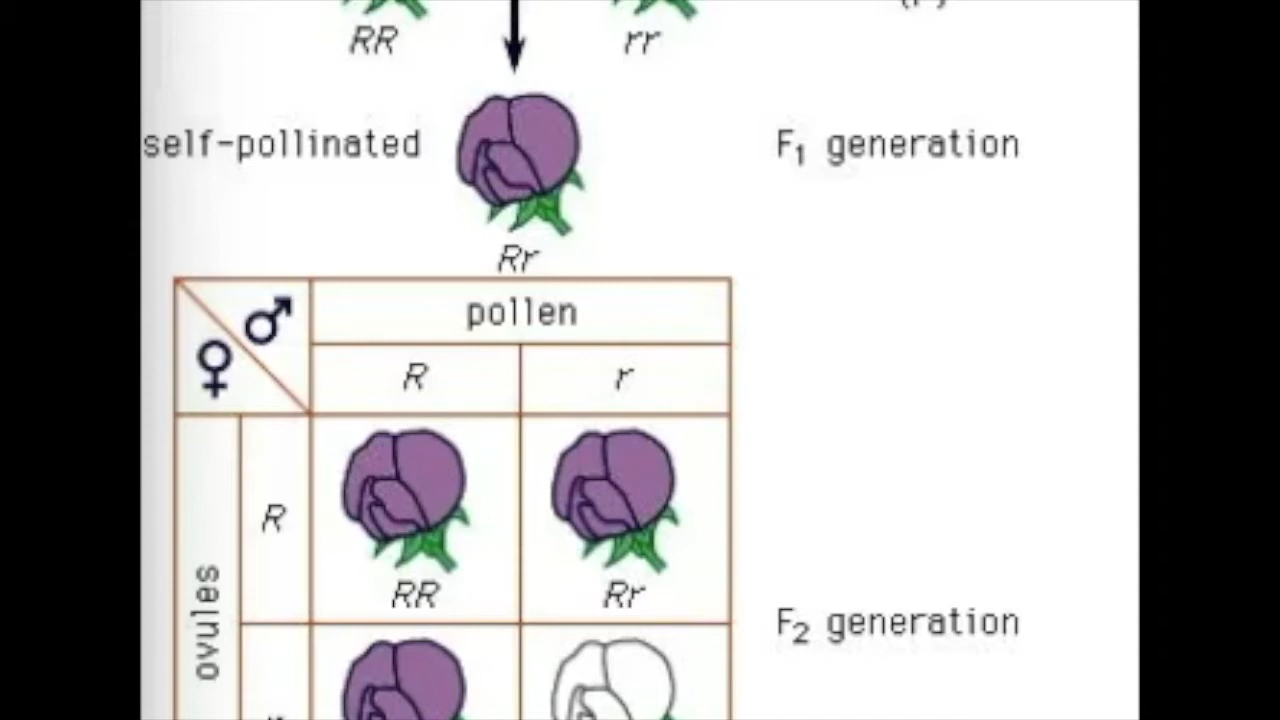 RR
rr
self-pollinated
F₁ generation
Rr
♂
♀
pollen
R
r
R
ovules
RR
Rr
F₂ generation